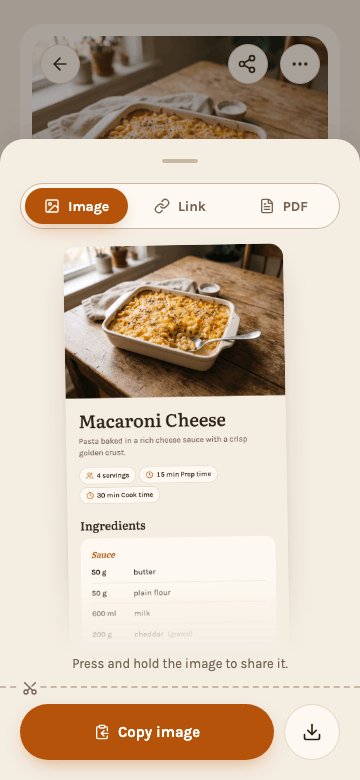 Image
Link
PDF
Macaroni Cheese
Pasta baked in a rich cheese sauce with a crisp
golden crust.
4 servings
15 min Prep time
30 min Cook time
Ingredients
Sauce
50 g butter
50 g plain flour
600 ml milk
200 g cheddar (grated)
Press and hold the image to share it.
Copy image